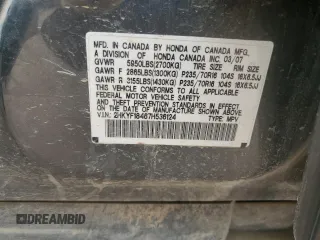 MFD. IN CANADA BY HONDA OF CANADA MFG.
A DIVISION OF HONDA CANADA INC. 03/07
GVWR 5950LBS(2700KG) TIRE SIZE RIM SIZE
GAWR F 2865LBS(1300KG) P235/70R16 104S 16X6.5JJ
GAWR R 3155LBS(1430KG) P235/70R16 104S 16X6.5JJ
THIS VEHICLE CONFORMS TO ALL APPLICABLE
FEDERAL MOTOR VEHICLE SAFETY STANDARDS IN
EFFECT ON THE DATE OF MANUFACTURE SHOWN ABOVE.
V.I.N: 2HKYF18467H536124
TYPE: MPV
© DREAMBID